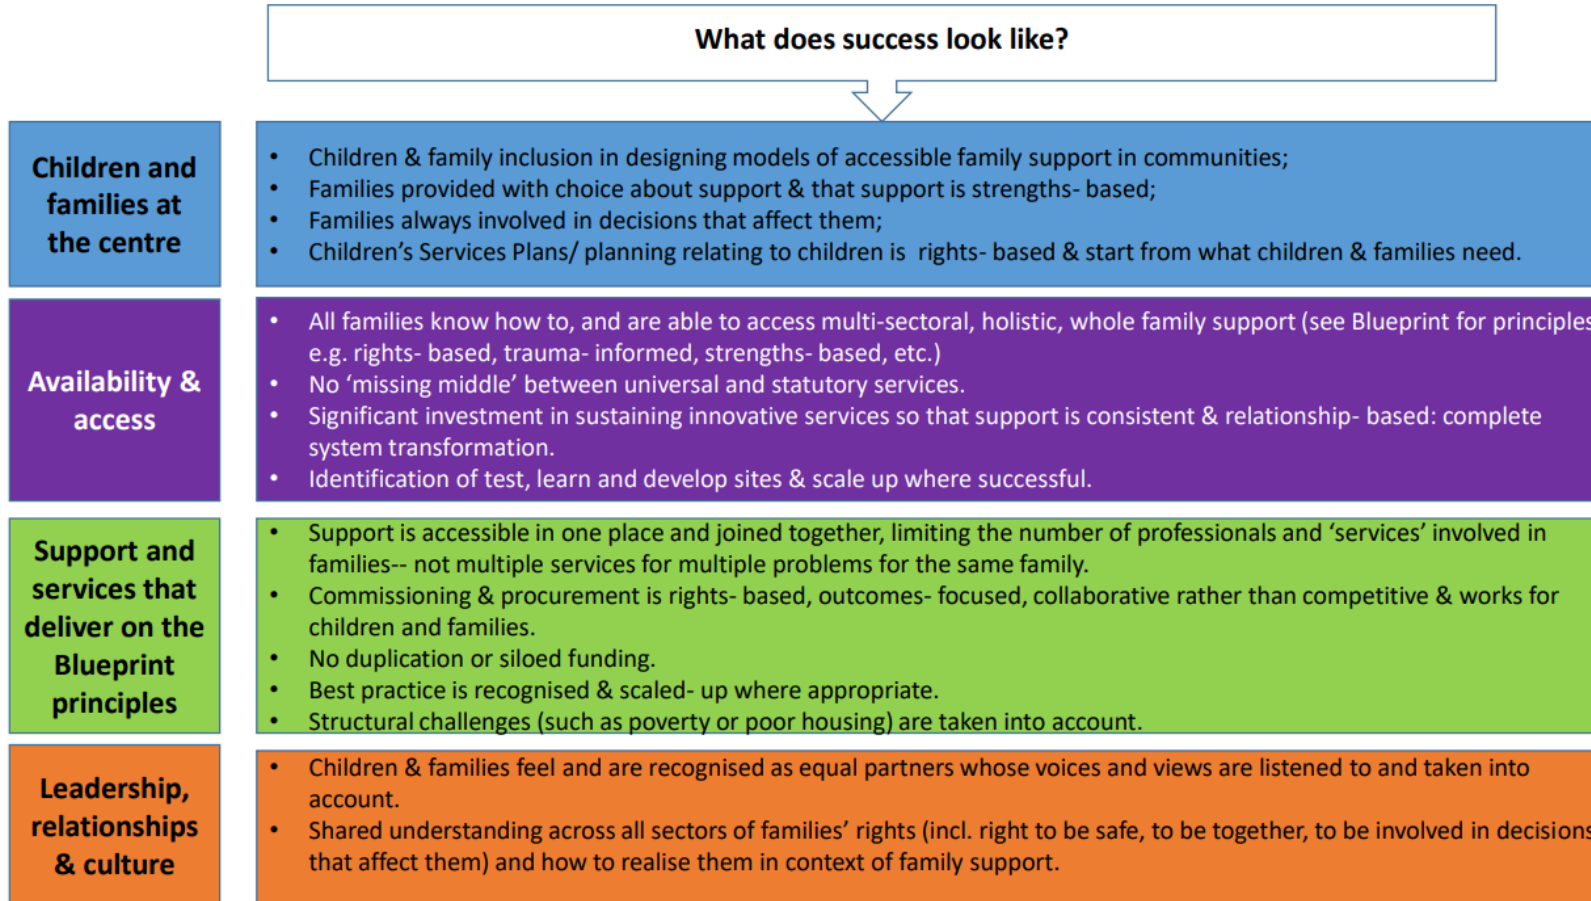 What does success look like?
Children and
families at
the centre
• Children & family inclusion in designing models of accessible family support in communities;
• Families provided with choice about support & that support is strengths- based;
• Families always involved in decisions that affect them;
• Children's Services Plans/ planning relating to children is  rights- based & start from what children & families need.
Availability &
access
• All families know how to, and are able to access multi-sectoral, holistic, whole family support (see Blueprint for principles
e.g. rights- based, trauma- informed, strengths- based, etc.)
• No ‘missing middle’ between universal and statutory services.
• Significant investment in sustaining innovative services so that support is consistent & relationship- based: complete
system transformation.
• Identification of test, learn and develop sites & scale up where successful.
Support and
services that
deliver on the
Blueprint
principles
• Support is accessible in one place and joined together, limiting the number of professionals and ‘services’ involved in
families-- not multiple services for multiple problems for the same family.
• Commissioning & procurement is rights- based, outcomes- focused, collaborative rather than competitive & works for
children and families.
• No duplication or siloed funding.
• Best practice is recognised & scaled- up where appropriate.
• Structural challenges (such as poverty or poor housing) are taken into account.
Leadership,
relationships
& culture
• Children & families feel and are recognised as equal partners whose voices and views are listened to and taken into
account.
• Shared understanding across all sectors of families’ rights (incl. right to be safe, to be together, to be involved in decisions
that affect them) and how to realise them in context of family support.